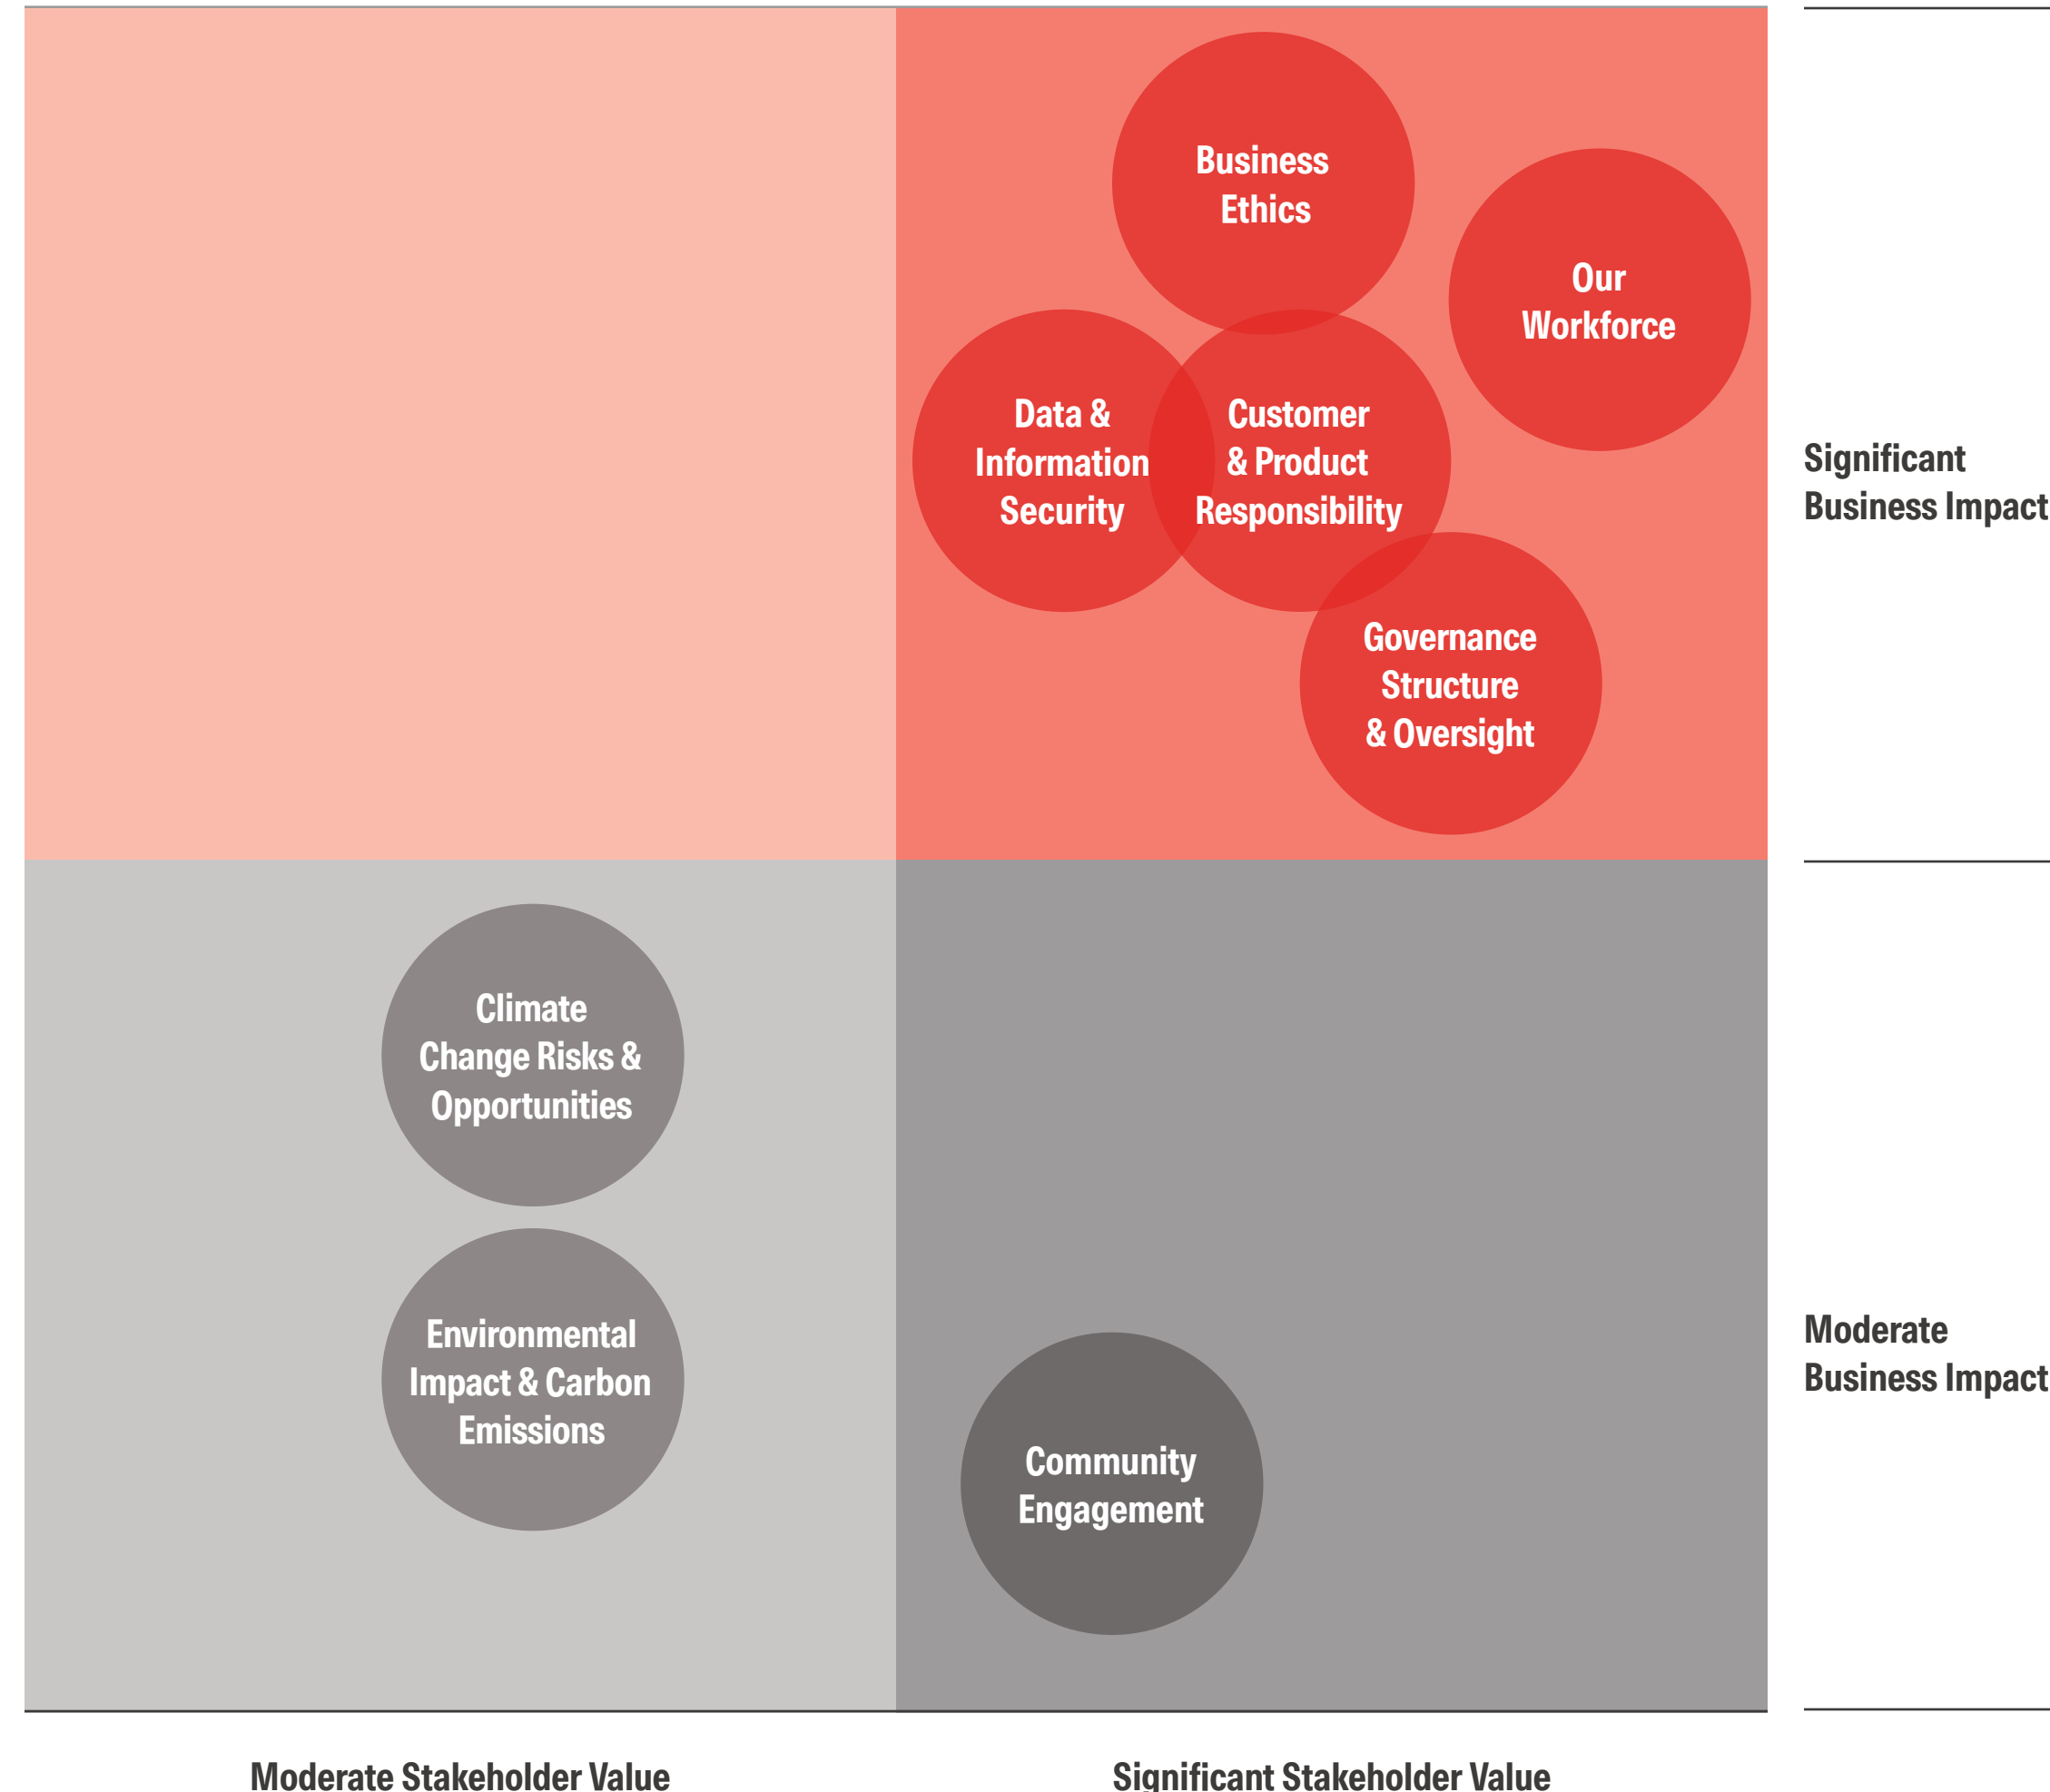 Business
Ethics
Our
Workforce
Data &
Information
Security
Customer
& Product
Responsibility
Significant
Business Impact
Governance
Structure
& Oversight
Climate
Change Risks &
Opportunities
Environmental
Impact & Carbon
Emissions
Moderate
Business Impact
Community
Engagement
Moderate Stakeholder Value
Significant Stakeholder Value